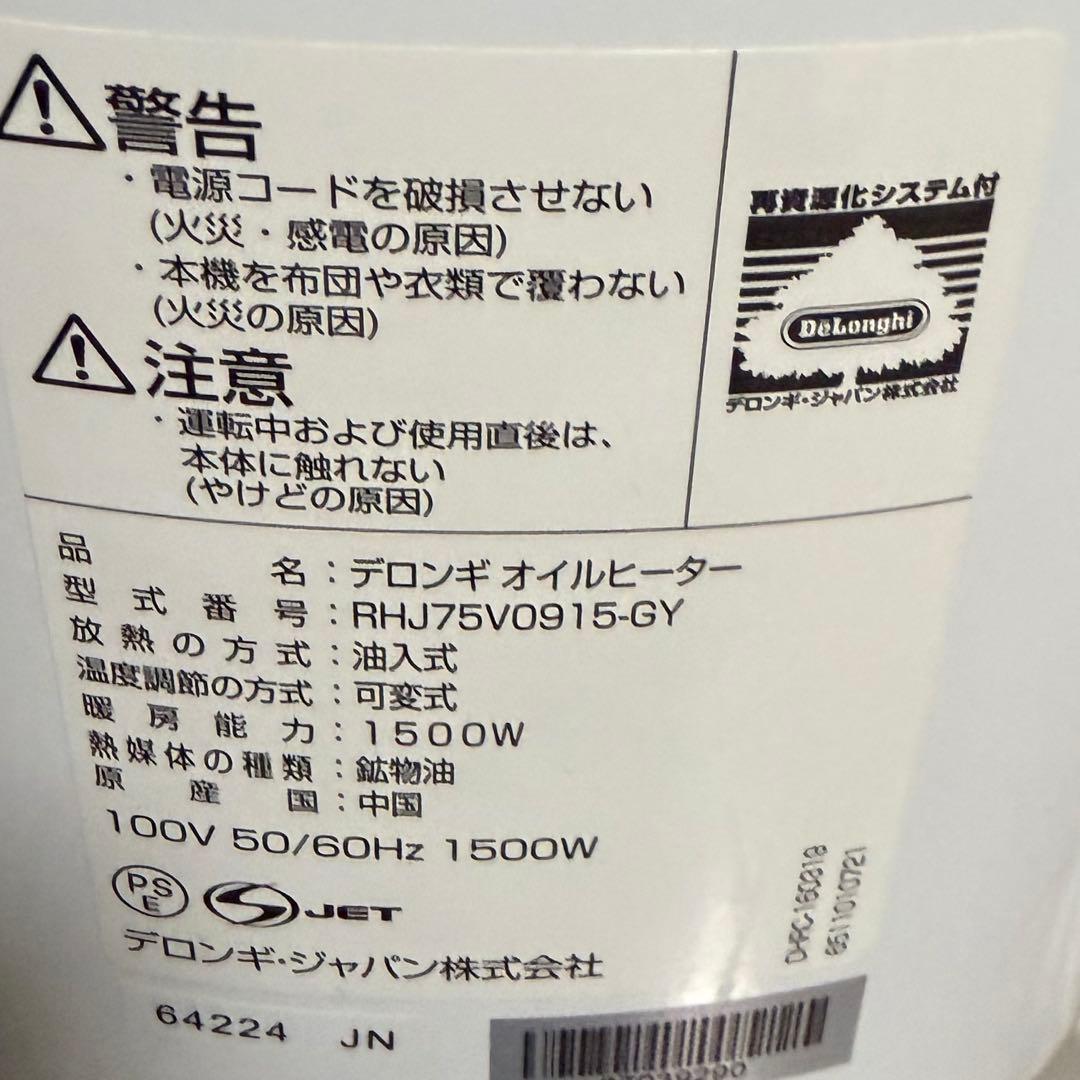 警告
・電源コードを破損させない
(火災・感電の原因)
・本機を布団や衣類で覆わない
(火災の原因)
注意
・運転中および使用直後は、
本体に触れない
(やけどの原因)
再資源化システム付
DeLonghi
デロンギ・ジャパン株式会社
品名：デロンギ オイルヒーター
型式番号：RHJ75V0915-GY
放熱の方式：油入式
温度調節の方式：可変式
暖房能力：1500W
熱媒体の種類：鉱物油
原産国：中国
100V 50/60Hz 1500W
PSE
JET
デロンギ・ジャパン株式会社
64224 JN